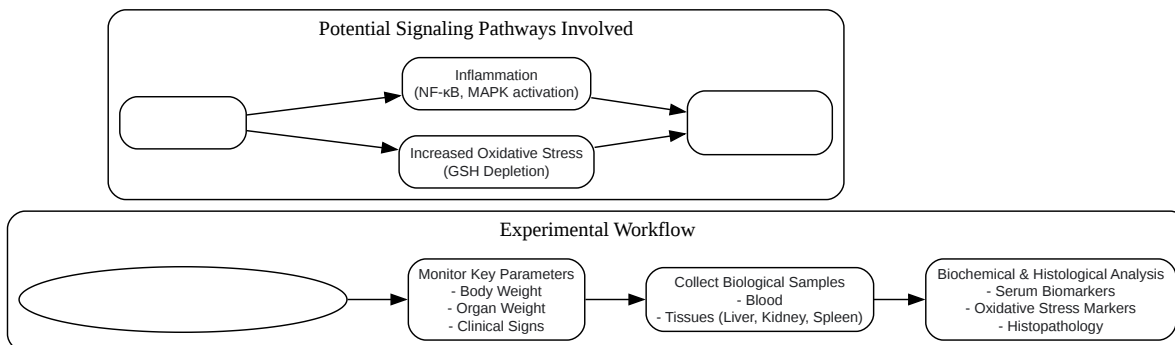 Potential Signaling Pathways Involved
Inflammation
(NF-κB, MAPK activation)
Increased Oxidative Stress
(GSH Depletion)
Experimental Workflow
Monitor Key Parameters
- Body Weight
- Organ Weight
- Clinical Signs
Collect Biological Samples
- Blood
- Tissues (Liver, Kidney, Spleen)
Biochemical & Histological Analysis
- Serum Biomarkers
- Oxidative Stress Markers
- Histopathology